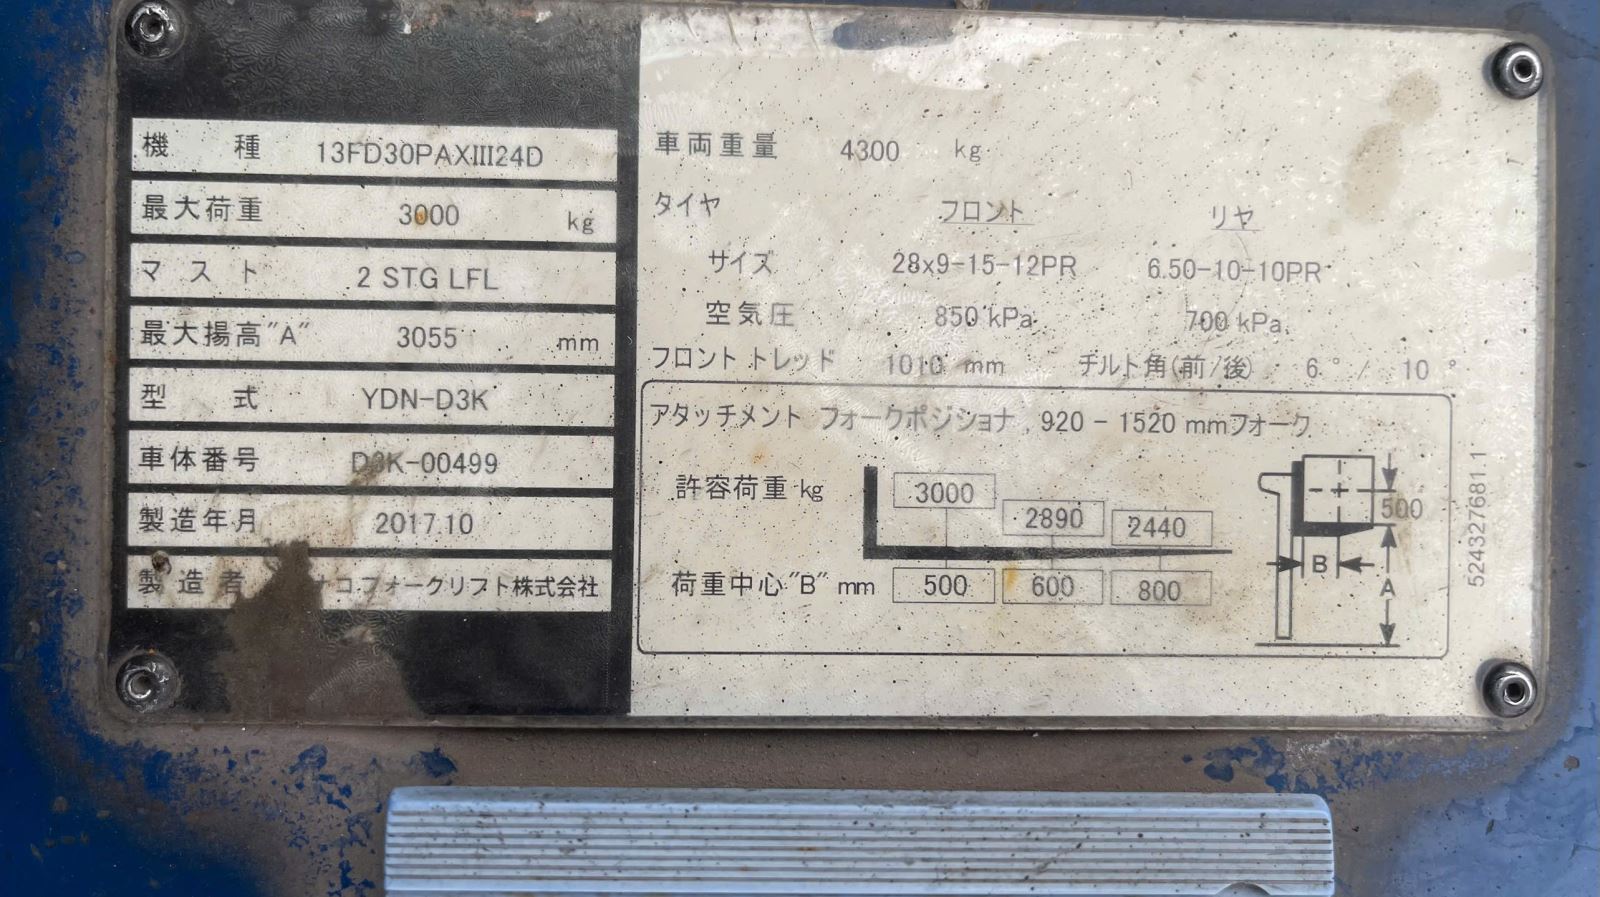 機 種 13FD30PAXIII24D
最大荷重 3000 kg
マスト 2 STG LFL
最大揚高"A" 3055 mm
型 式 YDN-D3K
車体番号 D3K-00499
製造年月 2017.10
製造者 コフォークリフト株式会社
車両重量 4300 kg
タイヤ フロント リヤ
サイズ 28x9-15-12PR 6.50-10-10PR
空気圧 850 kPa 700 kPa
フロント トレッド 1010 mm チルト角(前/後) 6 ° / 10 °
アタッチメント フォークポジショナ, 920 - 1520 mmフォーク
許容荷重 kg 3000 2890 2440
荷重中心"B" mm 500 600 800
500
B
A
524327681.1